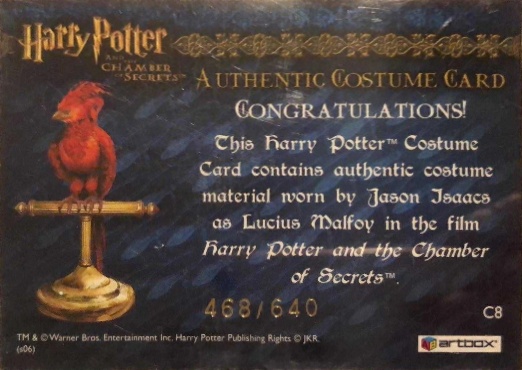 Harry Potter
AND THE
CHAMBER
OF SECRETS™
AUTHENTIC COSTUME CARD
CONGRATULATIONS!
This Harry Potter™ Costume
Card contains authentic costume
material worn by Jason Isaacs
as Lucius Malfoy in the film
Harry Potter and the Chamber
of Secrets™.
468/640
C8
TM & © Warner Bros. Entertainment Inc. Harry Potter Publishing Rights © JKR.
(s06)
artbox